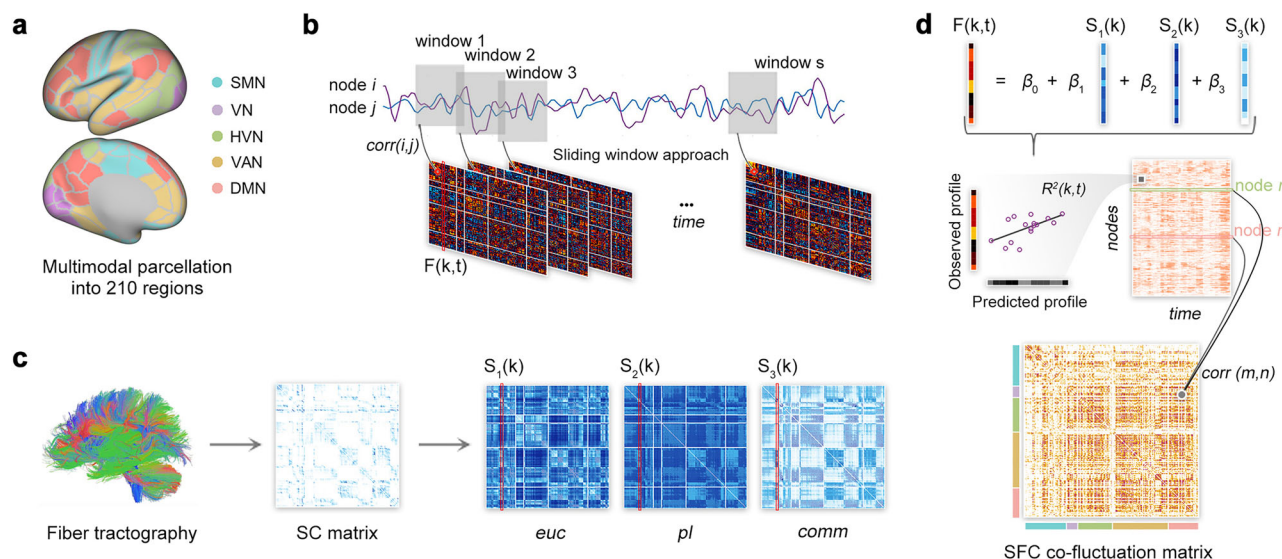 a
SMN
VN
HVN
VAN
DMN
Multimodal parcellation
into 210 regions
b
window 1
window 2
window 3
window s
node i
node j
corr(i,j)
Sliding window approach
...
time
F(k,t)
c
Fiber tractography
SC matrix
S1(k)
euc
S2(k)
pl
S3(k)
comm
d
F(k,t)
S1(k)
S2(k)
S3(k)
= β0 + β1 + β2 + β3
R2(k,t)
Observed profile
Predicted profile
nodes
time
node
node
corr (m,n)
SFC co-fluctuation matrix